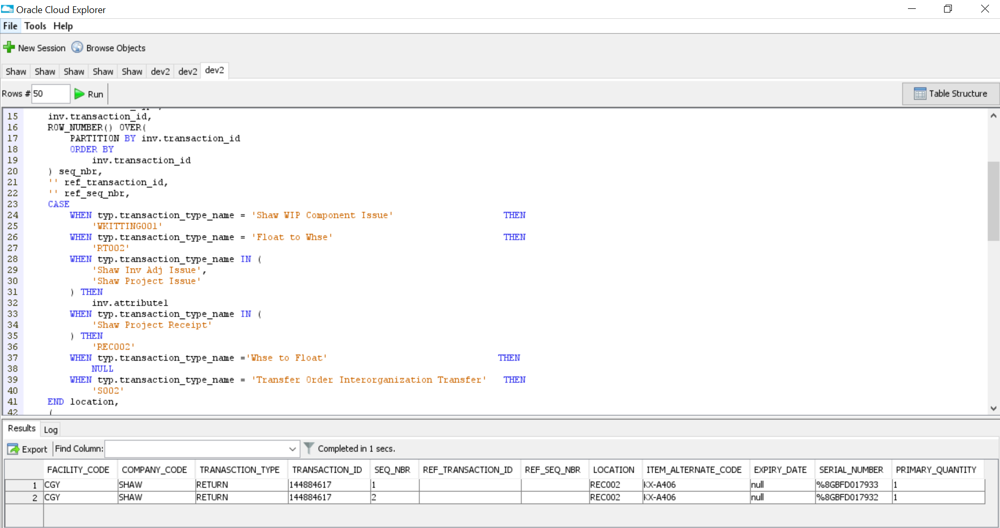 Oracle Cloud Explorer
File Tools Help
New Session Browse Objects
Shaw Shaw Shaw Shaw Shaw dev2 dev2 dev2
Rows # 50 Run Table Structure
15 inv.transaction_id,
16 ROW_NUMBER() OVER(
17 PARTITION BY inv.transaction_id
18 ORDER BY
19 inv.transaction_id
20 ) seq_nbr,
21 '' ref_transaction_id,
22 '' ref_seq_nbr,
23 CASE
24 WHEN typ.transaction_type_name = 'Shaw WIP Component Issue' THEN
25 'WKITTING001'
26 WHEN typ.transaction_type_name = 'Float to Whse' THEN
27 'RT002'
28 WHEN typ.transaction_type_name IN (
29 'Shaw Inv Adj Issue',
30 'Shaw Project Issue'
31 ) THEN
32 inv.attribute1
33 WHEN typ.transaction_type_name IN (
34 'Shaw Project Receipt'
35 ) THEN
36 'REC002'
37 WHEN typ.transaction_type_name ='Whse to Float' THEN
38 NULL
39 WHEN typ.transaction_type_name = 'Transfer Order Interorganization Transfer' THEN
40 'S002'
41 END location,
42 (
Results Log
Export Find Column: Completed in 1 secs.
FACILITY_CODE COMPANY_CODE TRANASCTION_TYPE TRANSACTION_ID SEQ_NBR REF_TRANSACTION_ID REF_SEQ_NBR LOCATION ITEM_ALTERNATE_CODE EXPIRY_DATE SERIAL_NUMBER PRIMARY_QUANTITY
1 CGY SHAW RETURN 144884617 1 REC002 KX-A406 null %8GBFD017933 1
2 CGY SHAW RETURN 144884617 2 REC002 KX-A406 null %8GBFD017932 1